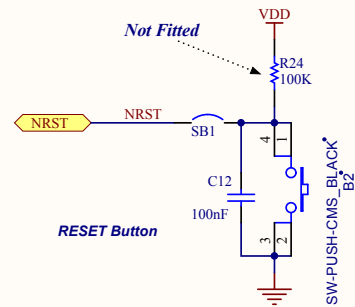 VDD
Not Fitted
R24
100K
NRST
NRST
SB1
4
1
C12
100nF
3
2
RESET Button
SW-PUSH-CMS_BLACK
B2